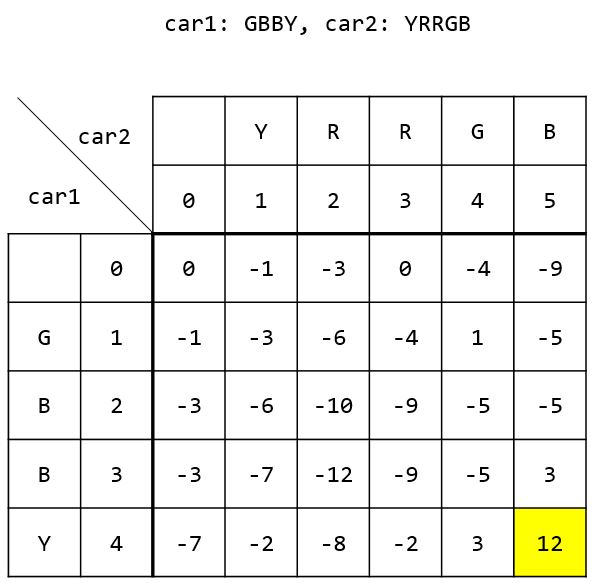 car1: GBBY, car2: YRRGB
car2 Y R R G B
car1 0 1 2 3 4 5
0 0 -1 -3 0 -4 -9
G 1 -1 -3 -6 -4 1 -5
B 2 -3 -6 -10 -9 -5 -5
B 3 -3 -7 -12 -9 -5 3
Y 4 -7 -2 -8 -2 3 12